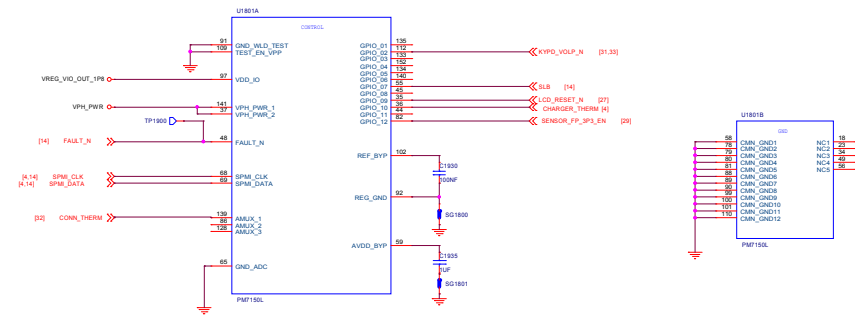 U1801A
CONTROL
91 GND_WLD_TEST
109 TEST_EN_VPP
VREG_VIO_OUT_1P8 97 VDD_IO
VPH_PWR 141 VPH_PWR_1
37 VPH_PWR_2
TP1900
[14] FAULT_N 48 FAULT_N
[4,14] SPMI_CLK 68 SPMI_CLK
[4,14] SPMI_DATA 69 SPMI_DATA
[32] CONN_THERM 139 AMUX_1
86 AMUX_2
126 AMUX_3
65 GND_ADC
GPIO_01 135
GPIO_02 112 KYPD_VOLP_N [31,33]
GPIO_03 133
GPIO_04 152
GPIO_05 134
GPIO_06 140
GPIO_07 55 SLB [14]
GPIO_08 45
GPIO_09 35 LCD_RESET_N [27]
GPIO_10 36 CHARGER_THERM [4]
GPIO_11 44
GPIO_12 82 SENSOR_FP_3P3_EN [29]
REF_BYP 102
C1930
100NF
REG_GND 92
SG1800
AVDD_BYP 59
C1935
1UF
SG1801
PM7150L
U1801B
GND
58 CMN_GND1 NC1 18
78 CMN_GND2 NC2 23
79 CMN_GND3 NC3 34
80 CMN_GND4 NC4 49
81 CMN_GND5 NC5 56
88 CMN_GND6
89 CMN_GND7
90 CMN_GND8
99 CMN_GND9
100 CMN_GND10
101 CMN_GND11
110 CMN_GND12
PM7150L